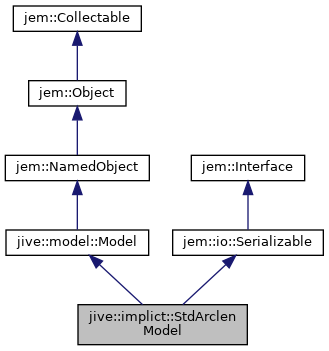 jem::Collectable
jem::Object
jem::NamedObject
jem::Interface
jive::model::Model
jem::io::Serializable
jive::implict::StdArclen
Model